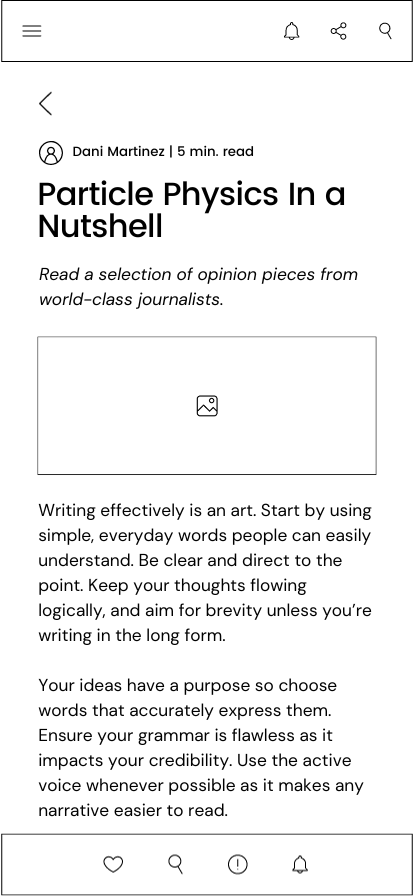 Dani Martinez | 5 min. read
Particle Physics In a
Nutshell
Read a selection of opinion pieces from
world-class journalists.
Writing effectively is an art. Start by using
simple, everyday words people can easily
understand. Be clear and direct to the
point. Keep your thoughts flowing
logically, and aim for brevity unless you’re
writing in the long form.
Your ideas have a purpose so choose
words that accurately express them.
Ensure your grammar is flawless as it
impacts your credibility. Use the active
voice whenever possible as it makes any
narrative easier to read.